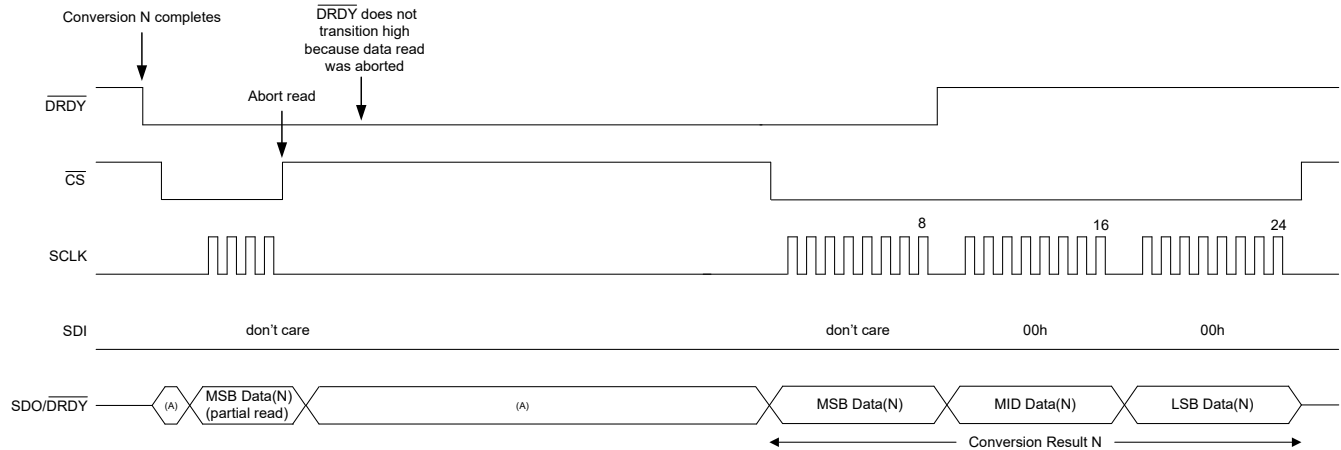 Conversion N completes
DRDY does not
transition high
because data read
was aborted
Abort read
DRDY
CS
8
16
24
SCLK
SDI
don’t care
don’t care
00h
00h
SDO/DRDY
(A)
MSB Data(N)
(partial read)
(A)
MSB Data(N)
MID Data(N)
LSB Data(N)
Conversion Result N